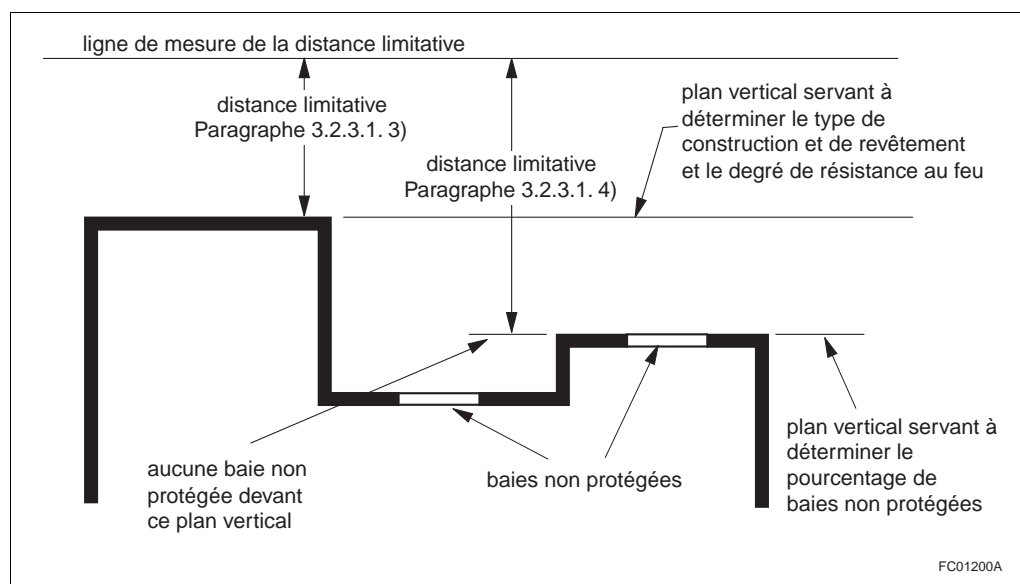 ligne de mesure de la distance limitative
distance limitative
Paragraphe 3.2.3.1. 3)
distance limitative
Paragraphe 3.2.3.1. 4)
plan vertical servant à
déterminer le type de
construction et de revêtement
et le degré de résistance au feu
aucune baie non
protégée devant
ce plan vertical
baies non protégées
plan vertical servant à
déterminer le
pourcentage de
baies non protégées
FC01200A